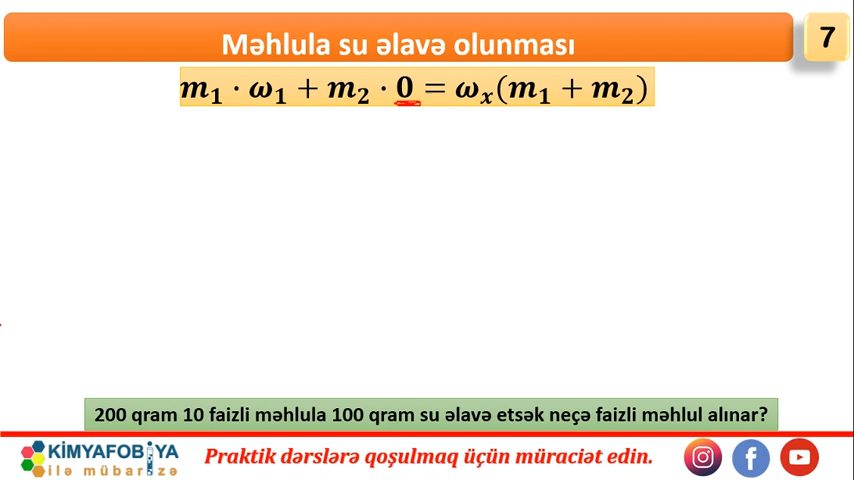 Məhlula su əlavə olunması
7
m₁ · ω₁ + m₂ · 0 = ωₓ(m₁ + m₂)
200 qram 10 faizli məhlula 100 qram su əlavə etsək neçə faizli məhlul alınar?
KİMYAFOBİYA
ilə mübarizə
Praktik dərslərə qoşulmaq üçün müraciət edin.